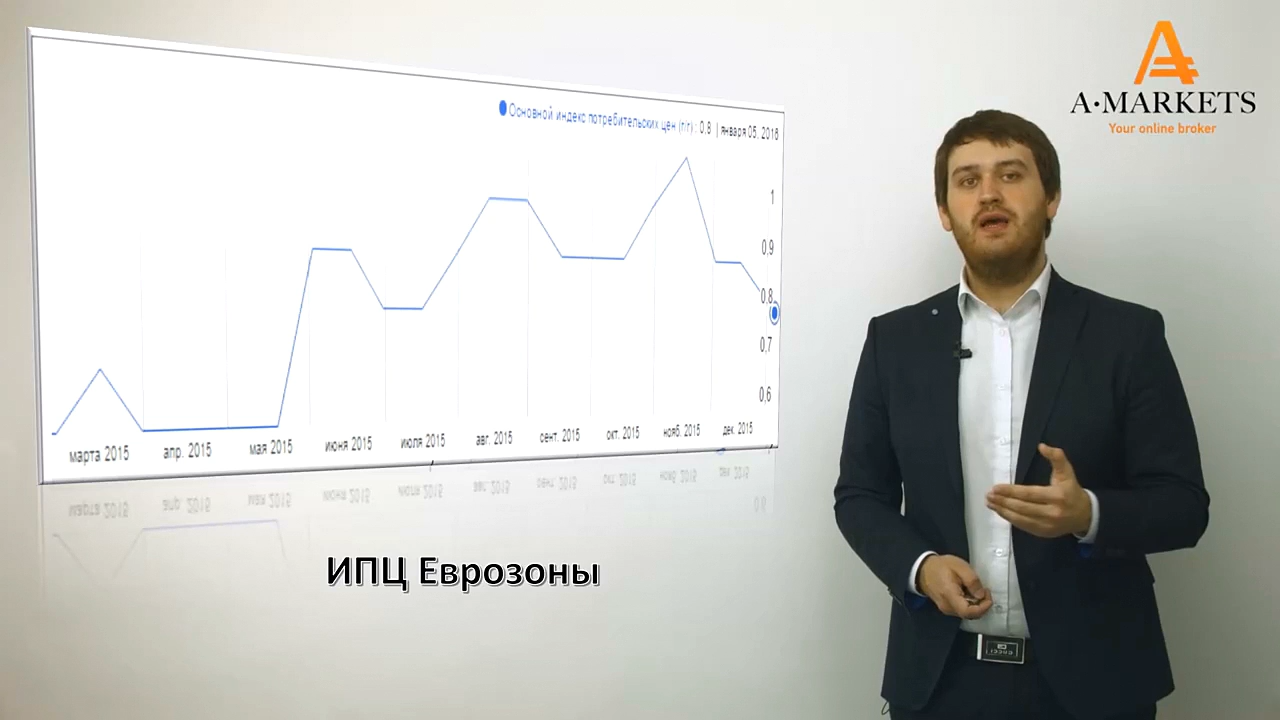 A·MARKETS
Your online broker
Основной индекс потребительских цен (г/г) : 0.8 | января 05, 2016
1
0,9
0,8
0,7
0,6
марта 2015 апр. 2015 мая 2015 июня 2015 июля 2015 авг. 2015 сент. 2015 окт. 2015 нояб. 2015 дек. 2015
ИПЦ Еврозоны
GUCCI